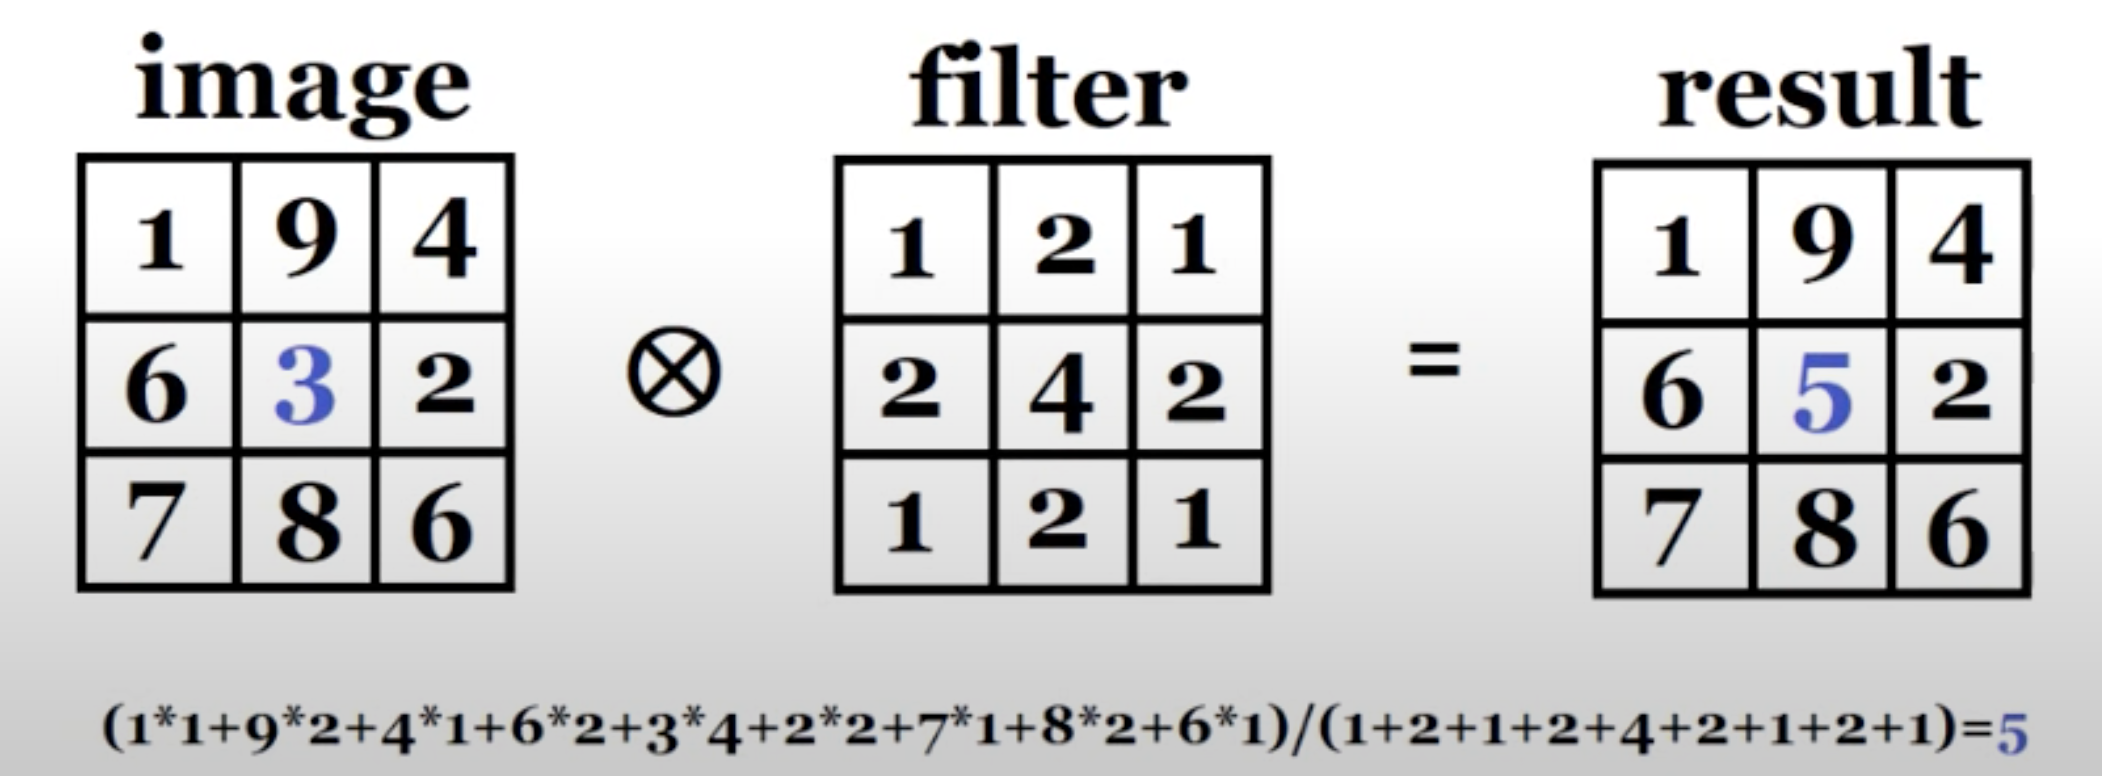 image filter result
1 9 4 1 2 1 1 9 4
6 3 2 ⊗ 2 4 2 = 6 5 2
7 8 6 1 2 1 7 8 6
(1*1+9*2+4*1+6*2+3*4+2*2+7*1+8*2+6*1)/(1+2+1+2+4+2+1+2+1)=5